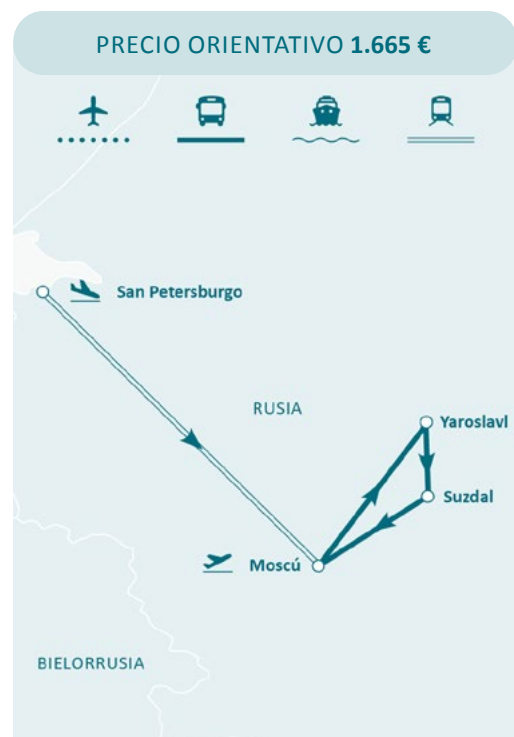 PRECIO ORIENTATIVO 1.665 €
San Petersburgo
RUSIA
Yaroslavl
Suzdal
Moscú
BIELORRUSIA